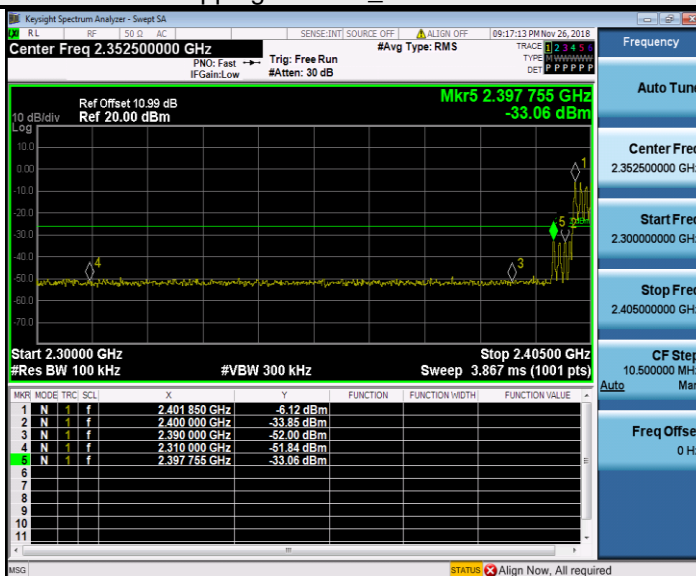 Keysight Spectrum Analyzer - Swept SA
RL RF 50 Ω AC SENSE:INT SOURCE OFF ALIGN OFF 09:17:13 PM Nov 26, 2018
Center Freq 2.352500000 GHz
PNO: Fast
IFGain:Low
Trig: Free Run
#Atten: 30 dB
#Avg Type: RMS
TRACE 1 2 3 4 5 6
TYPE M W W W W W
DET P P P P P P
Mkr5 2.397 755 GHz
-33.06 dBm
Ref Offset 10.99 dB
10 dB/div Ref 20.00 dBm
Log
10.0
0.00
-10.0
-20.0
-30.0
-40.0
-50.0
-60.0
-70.0
1
5 2
4
3
Start 2.30000 GHz Stop 2.40500 GHz
#Res BW 100 kHz #VBW 300 kHz Sweep 3.867 ms (1001 pts)
MKR MODE TRC SCL X Y FUNCTION FUNCTION WIDTH FUNCTION VALUE
1 N 1 f 2.401 850 GHz -6.12 dBm
2 N 1 f 2.400 000 GHz -33.85 dBm
3 N 1 f 2.390 000 GHz -52.00 dBm
4 N 1 f 2.310 000 GHz -51.84 dBm
5 N 1 f 2.397 755 GHz -33.06 dBm
6
7
8
9
10
11
MSG STATUS Align Now, All required
Frequency
Auto Tune
Center Freq
2.352500000 GHz
Start Freq
2.300000000 GHz
Stop Freq
2.405000000 GHz
CF Step
10.500000 MHz
Auto Man
Freq Offset
0 Hz